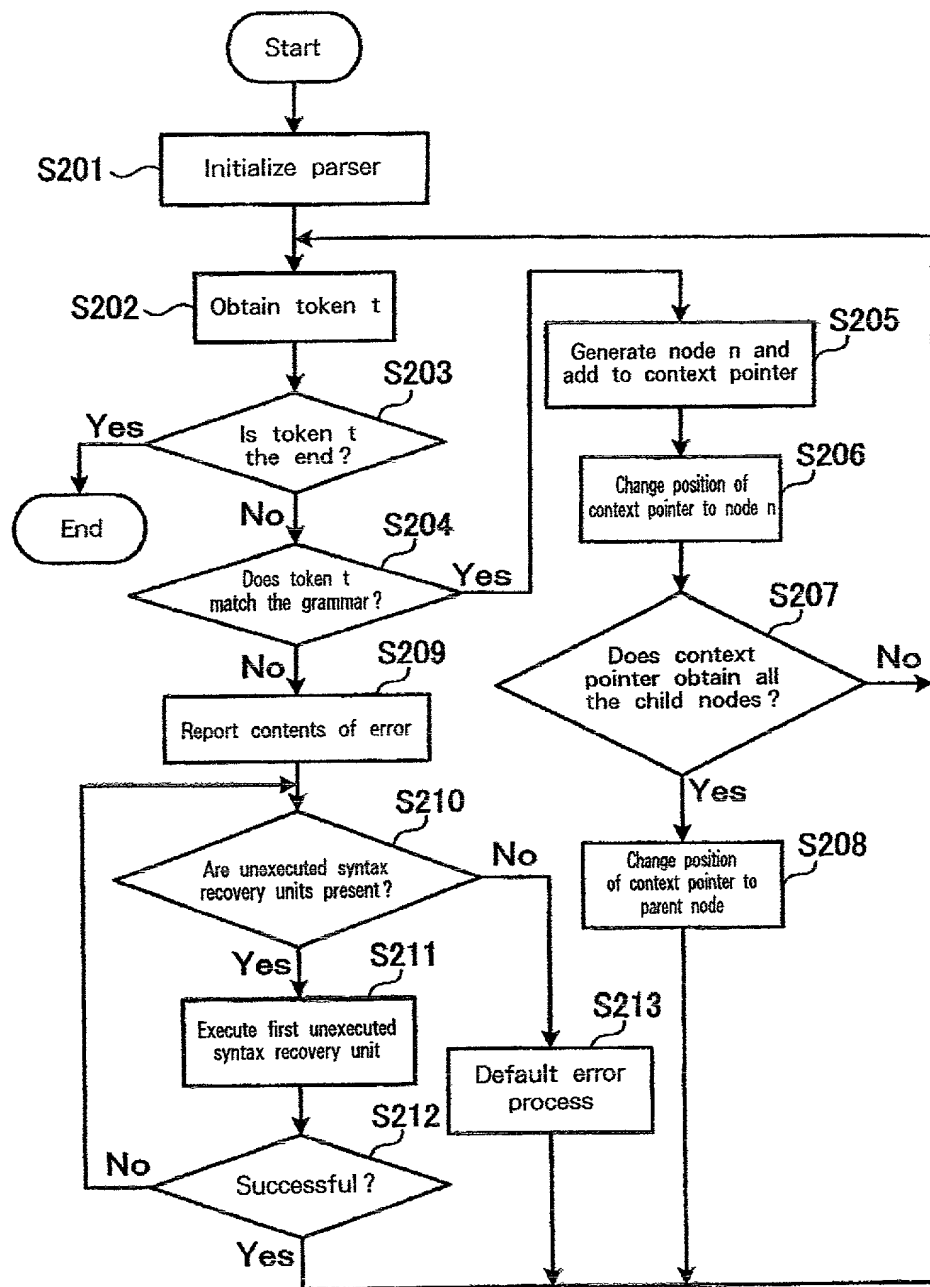 Start
S201
Initialize parser
S202
Obtain token t
S203
Is token t
the end?
Yes
End
No
S204
Does token t
match the grammar?
Yes
No
S205
Generate node n and
add to context pointer
S206
Change position of
context pointer to node n
S207
Does context
pointer obtain all
the child nodes?
No
Yes
S208
Change position
of context pointer to
parent node
S209
Report contents of error
S210
Are unexecuted syntax
recovery units present?
No
Yes
S211
Execute first unexecuted
syntax recovery unit
S212
Successful?
No
Yes
S213
Default error
process